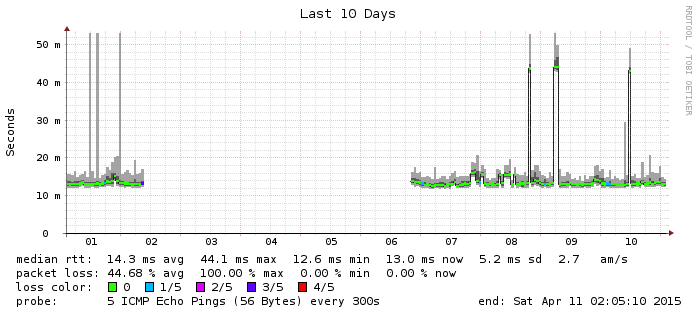 Last 10 Days
RRDTOOL / TOBI OETIKER
Seconds
50 m
40 m
30 m
20 m
10 m
0
01 02 03 04 05 06 07 08 09 10
median rtt: 14.3 ms avg 44.1 ms max 12.6 ms min 13.0 ms now 5.2 ms sd 2.7 am/s
packet loss: 44.68 % avg 100.00 % max 0.00 % min 0.00 % now
loss color: 0 1/5 2/5 3/5 4/5
probe: 5 ICMP Echo Pings (56 Bytes) every 300s end: Sat Apr 11 02:05:10 2015